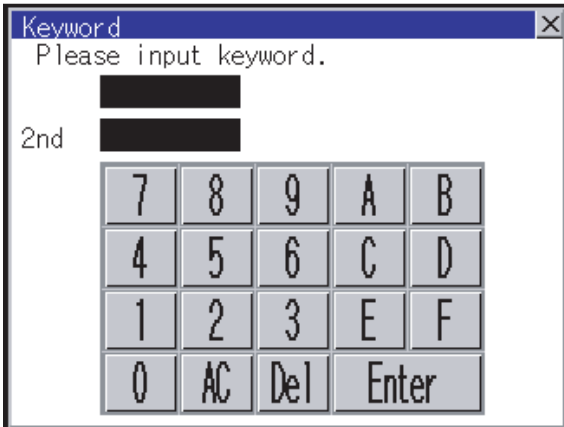 Keyword
Please input keyword.
2nd
7 8 9 A B
4 5 6 C D
1 2 3 E F
0 AC Del Enter